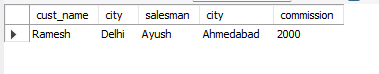 cust_name city salesman city commission
Ramesh Delhi Ayush Ahmedabad 2000